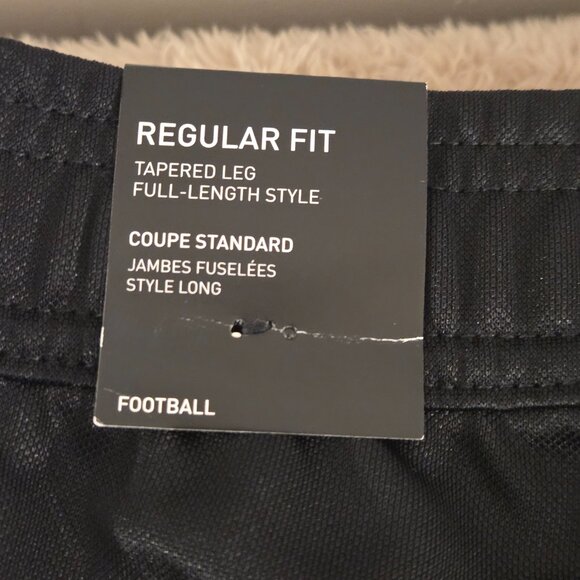 REGULAR FIT
TAPERED LEG
FULL-LENGTH STYLE
COUPE STANDARD
JAMBES FUSELÉES
STYLE LONG
FOOTBALL